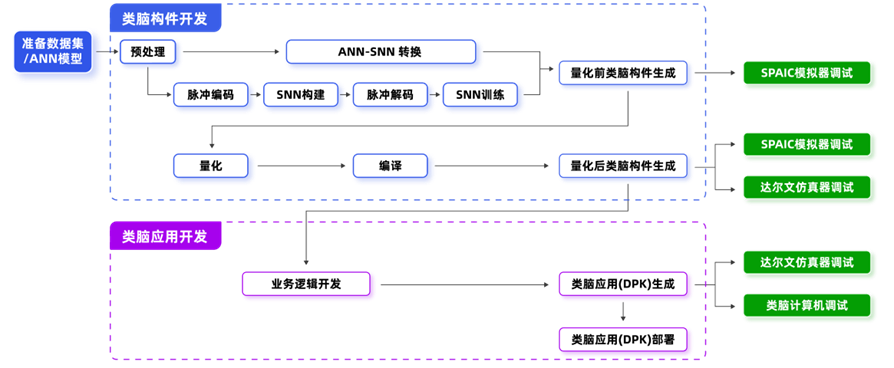 类脑构件开发
准备数据集
/ANN模型
预处理
ANN-SNN 转换
量化前类脑构件生成
SPAIC模拟器调试
脉冲编码
SNN构建
脉冲解码
SNN训练
SPAIC模拟器调试
量化
编译
量化后类脑构件生成
达尔文仿真器调试
类脑应用开发
达尔文仿真器调试
业务逻辑开发
类脑应用(DPK)生成
类脑计算机调试
类脑应用(DPK)部署